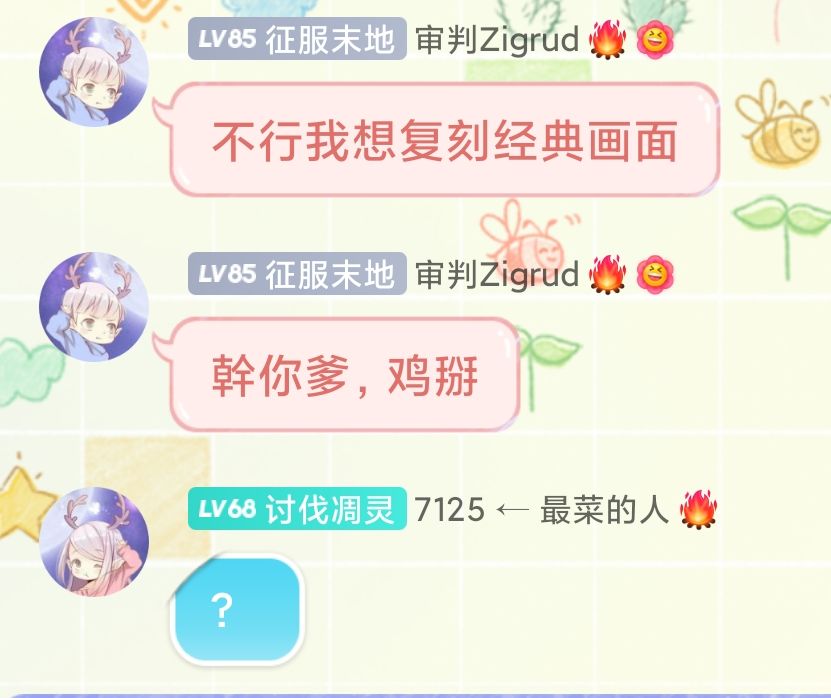 LV85 征服末地 审判Zigrud
不行我想复刻经典画面
LV85 征服末地 审判Zigrud
幹你爹，鸡掰
LV68 讨伐凋灵 7125 ← 最菜的人
?